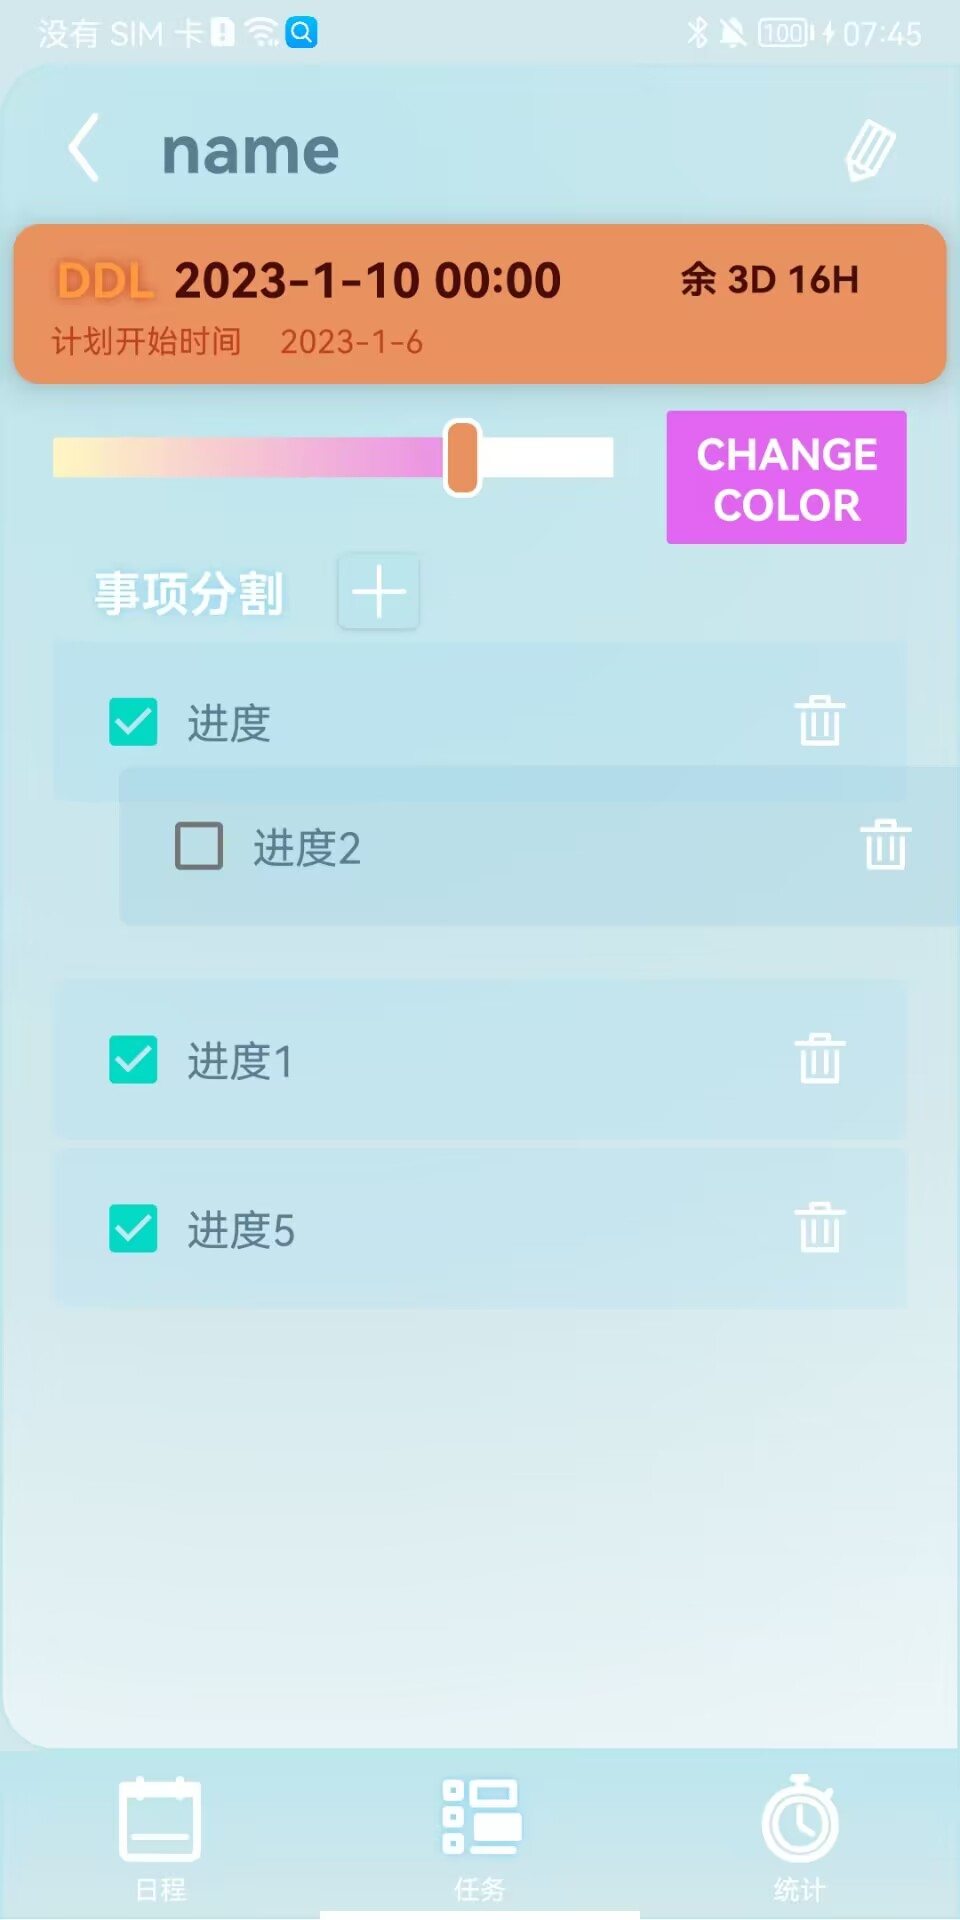 没有 SIM 卡 100 07:45
name
DDL 2023-1-10 00:00 余 3D 16H
计划开始时间 2023-1-6
CHANGE
COLOR
事项分割
进度
进度2
进度1
进度5
日程 任务 统计